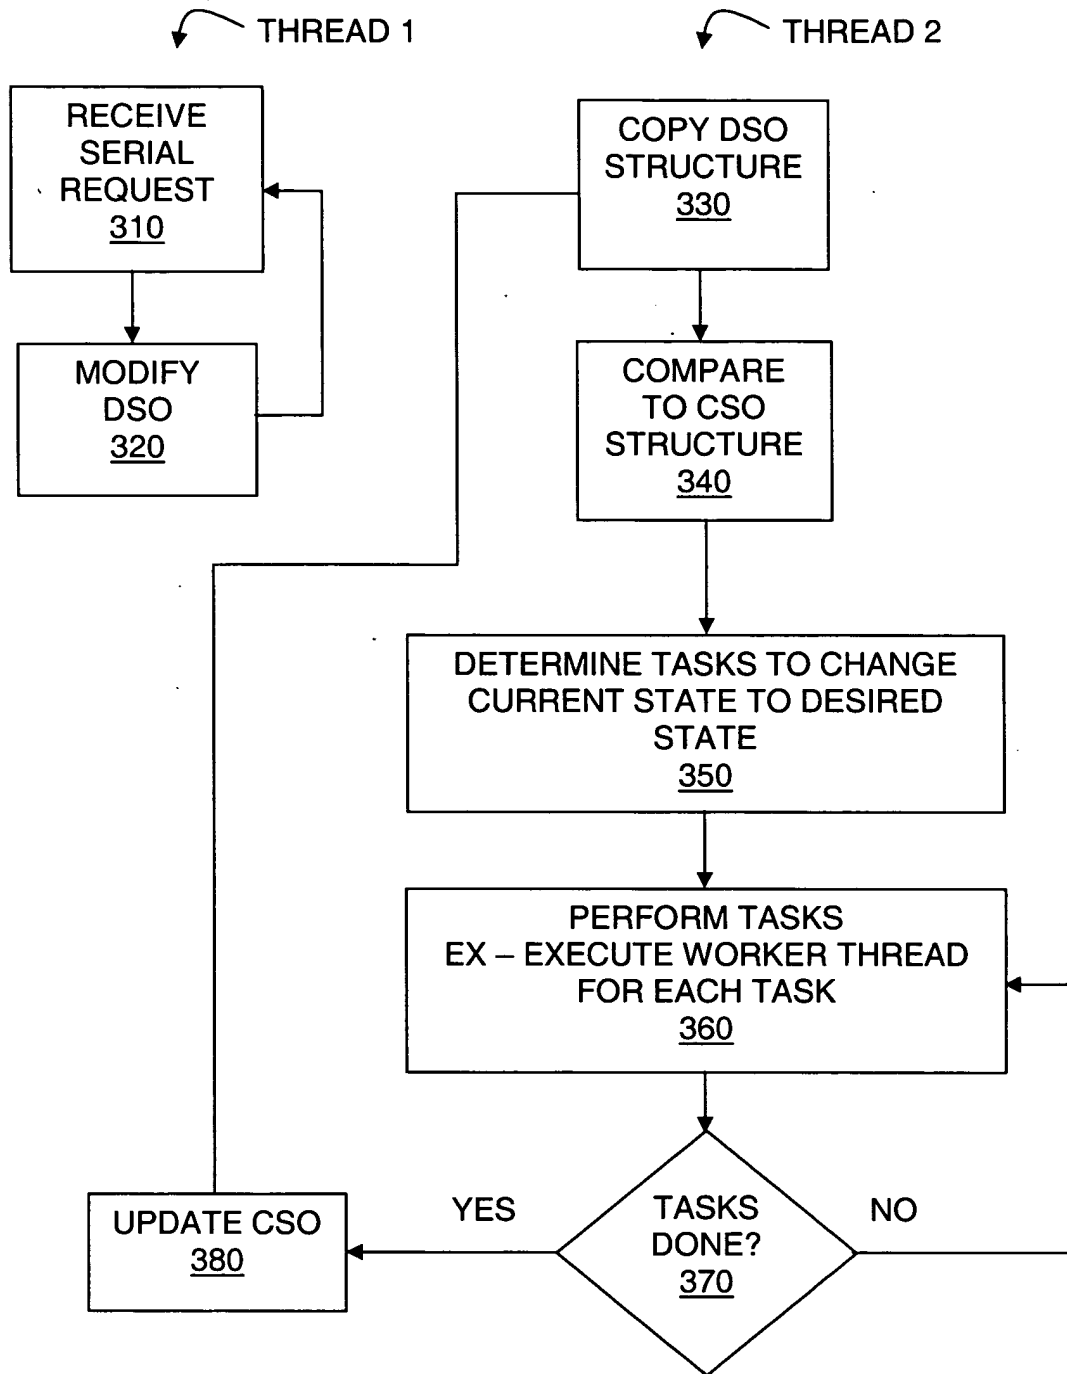 THREAD 1
RECEIVE
SERIAL
REQUEST
310
MODIFY
DSO
320
THREAD 2
COPY DSO
STRUCTURE
330
COMPARE
TO CSO
STRUCTURE
340
DETERMINE TASKS TO CHANGE
CURRENT STATE TO DESIRED
STATE
350
PERFORM TASKS
EX – EXECUTE WORKER THREAD
FOR EACH TASK
360
TASKS
DONE?
370
YES
NO
UPDATE CSO
380